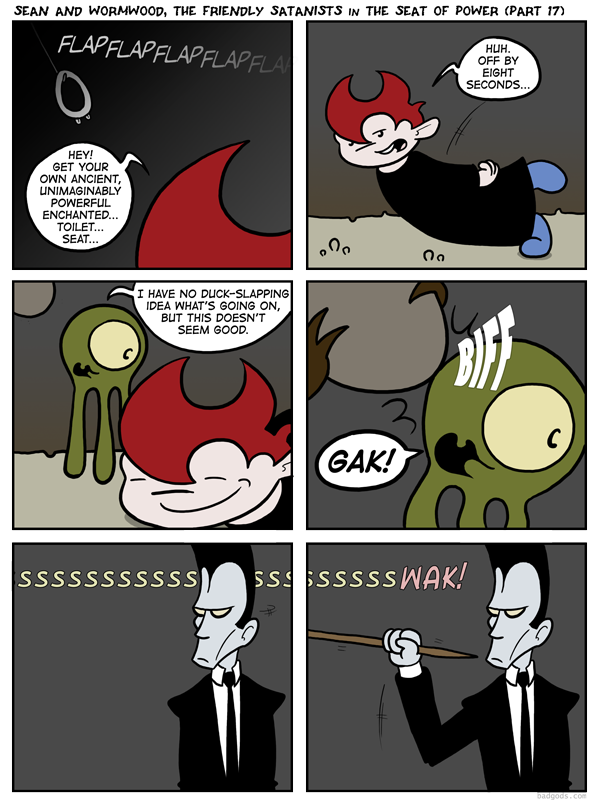 SEAN AND WORMWOOD, THE FRIENDLY SATANISTS IN THE SEAT OF POWER (PART 17)
FLAPFLAPFLAPFLAPFLAP
HEY!
GET YOUR
OWN ANCIENT,
UNIMAGINABLY
POWERFUL
ENCHANTED...
TOILET...
SEAT...
HUH.
OFF BY
EIGHT
SECONDS...
I HAVE NO DUCK-SLAPPING
IDEA WHAT'S GOING ON,
BUT THIS DOESN'T
SEEM GOOD.
BIFF
GAK!
SSSSSSSSSSSS SSS
SSSSSSWAK!
badgods.com